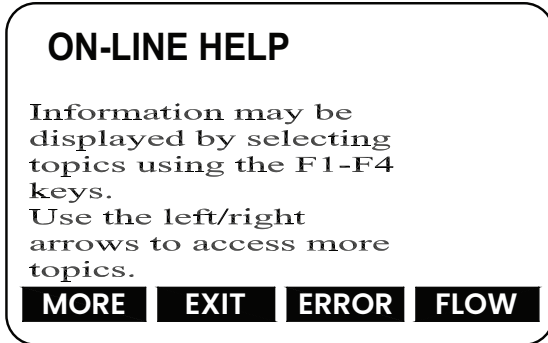 ON-LINE HELP
Information may be
displayed by selecting
topics using the F1-F4
keys.
Use the left/right
arrows to access more
topics.
MORE EXIT ERROR FLOW